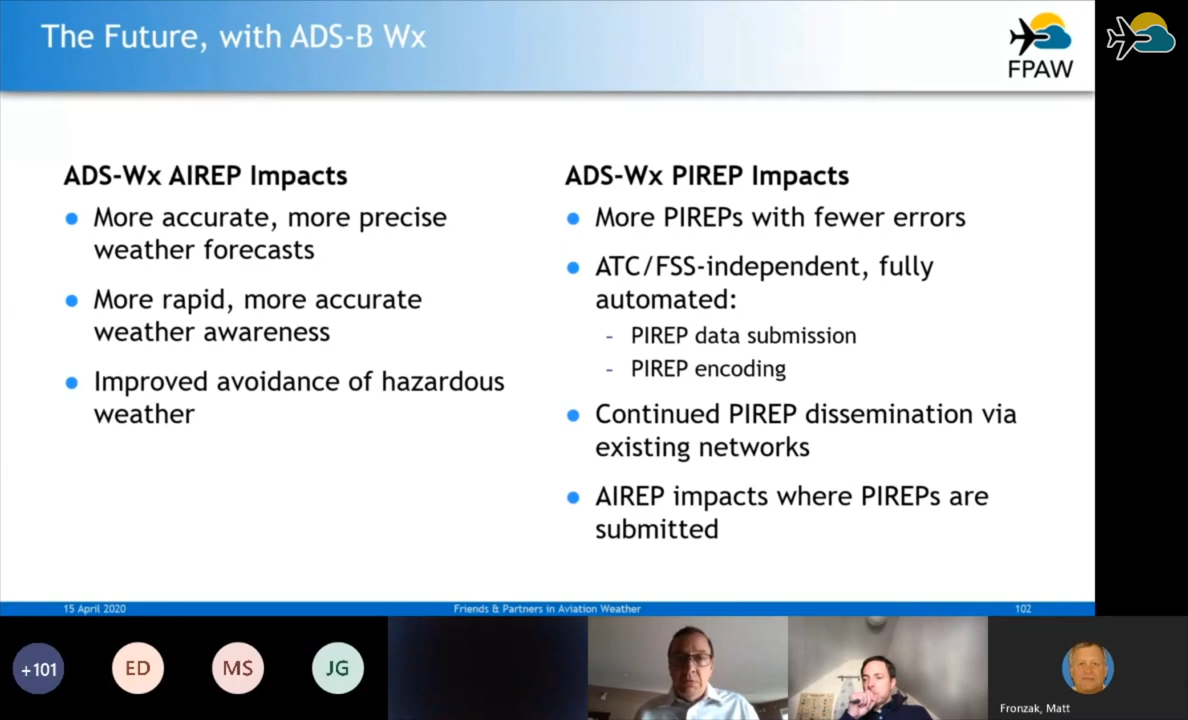 The Future, with ADS-B Wx
FPAW
ADS-Wx AIREP Impacts
More accurate, more precise
weather forecasts
More rapid, more accurate
weather awareness
Improved avoidance of hazardous
weather
ADS-Wx PIREP Impacts
More PIREPs with fewer errors
ATC/FSS-independent, fully
automated:
- PIREP data submission
- PIREP encoding
Continued PIREP dissemination via
existing networks
AIREP impacts where PIREPs are
submitted
15 April 2020
Friends & Partners in Aviation Weather
102
+101
ED
MS
JG
Fronzak, Matt